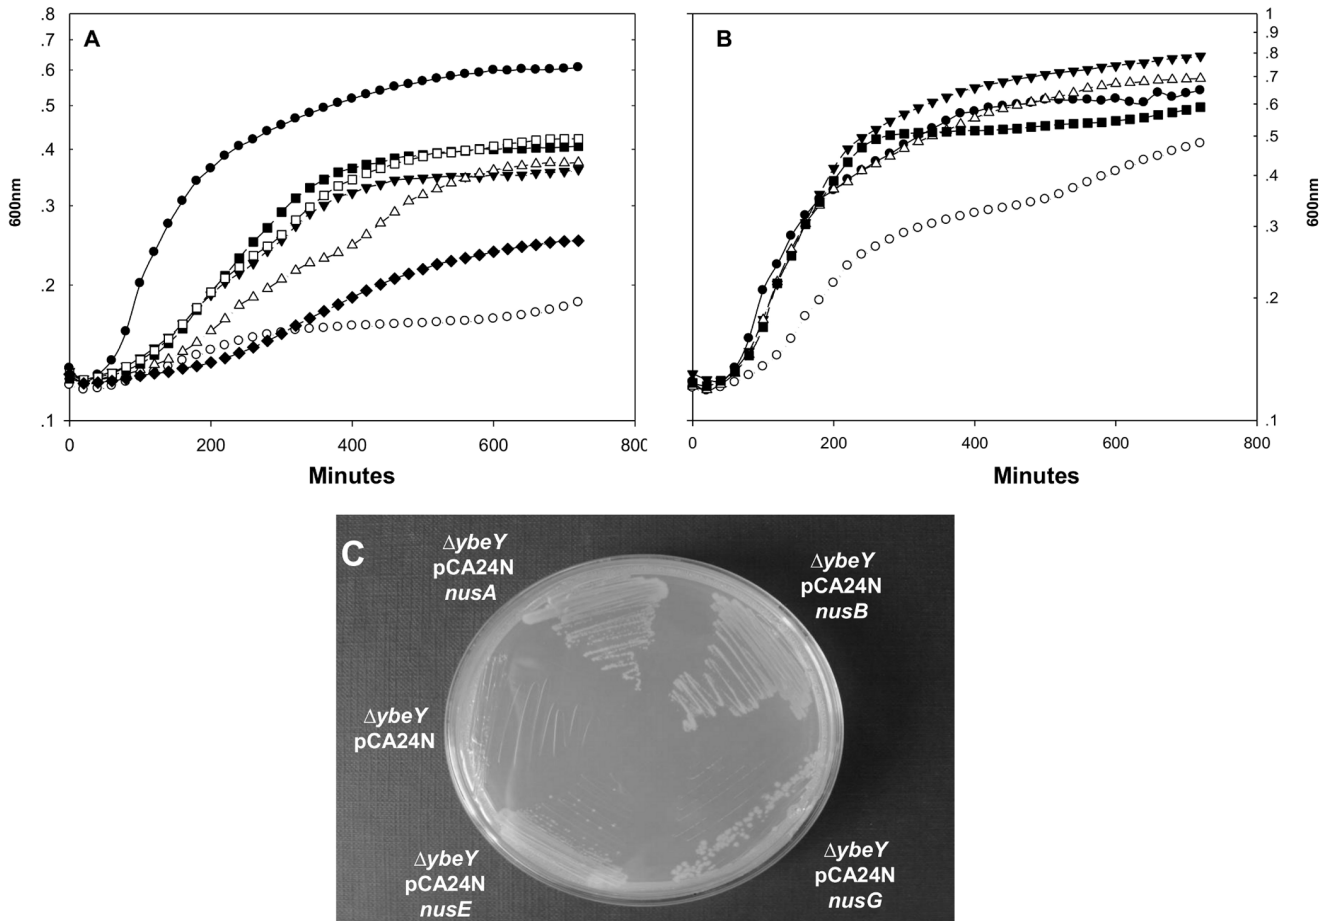 A
.8
.7
.6
.5
.4
.3
.2
.1
600nm
0
200
400
600
800
Minutes
B
1
.9
.8
.7
.6
.5
.4
.3
.2
.1
600nm
0
200
400
600
800
Minutes
C
ΔybeY
pCA24N
nusA
ΔybeY
pCA24N
nusB
ΔybeY
pCA24N
ΔybeY
pCA24N
nusE
ΔybeY
pCA24N
nusG